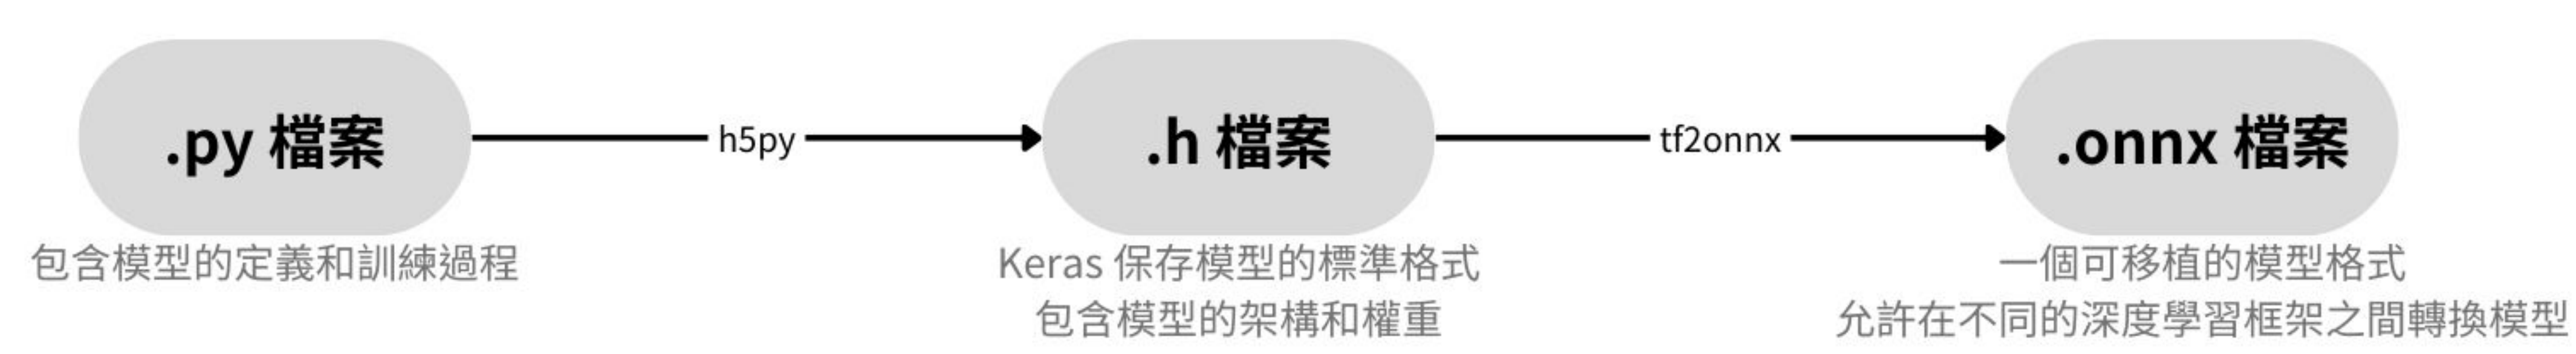 .py 檔案
h5py
.h 檔案
tf2onnx
.onnx 檔案
包含模型的定義和訓練過程
Keras 保存模型的標準格式
包含模型的架構和權重
一個可移植的模型格式
允許在不同的深度學習框架之間轉換模型